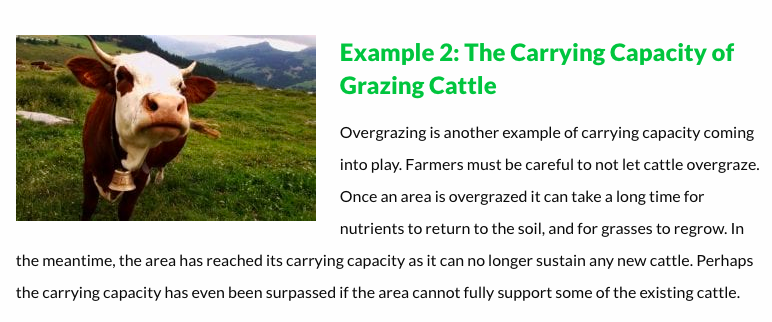 Example 2: The Carrying Capacity of
Grazing Cattle
Overgrazing is another example of carrying capacity coming
into play. Farmers must be careful to not let cattle overgraze.
Once an area is overgrazed it can take a long time for
nutrients to return to the soil, and for grasses to regrow. In
the meantime, the area has reached its carrying capacity as it can no longer sustain any new cattle. Perhaps
the carrying capacity has even been surpassed if the area cannot fully support some of the existing cattle.